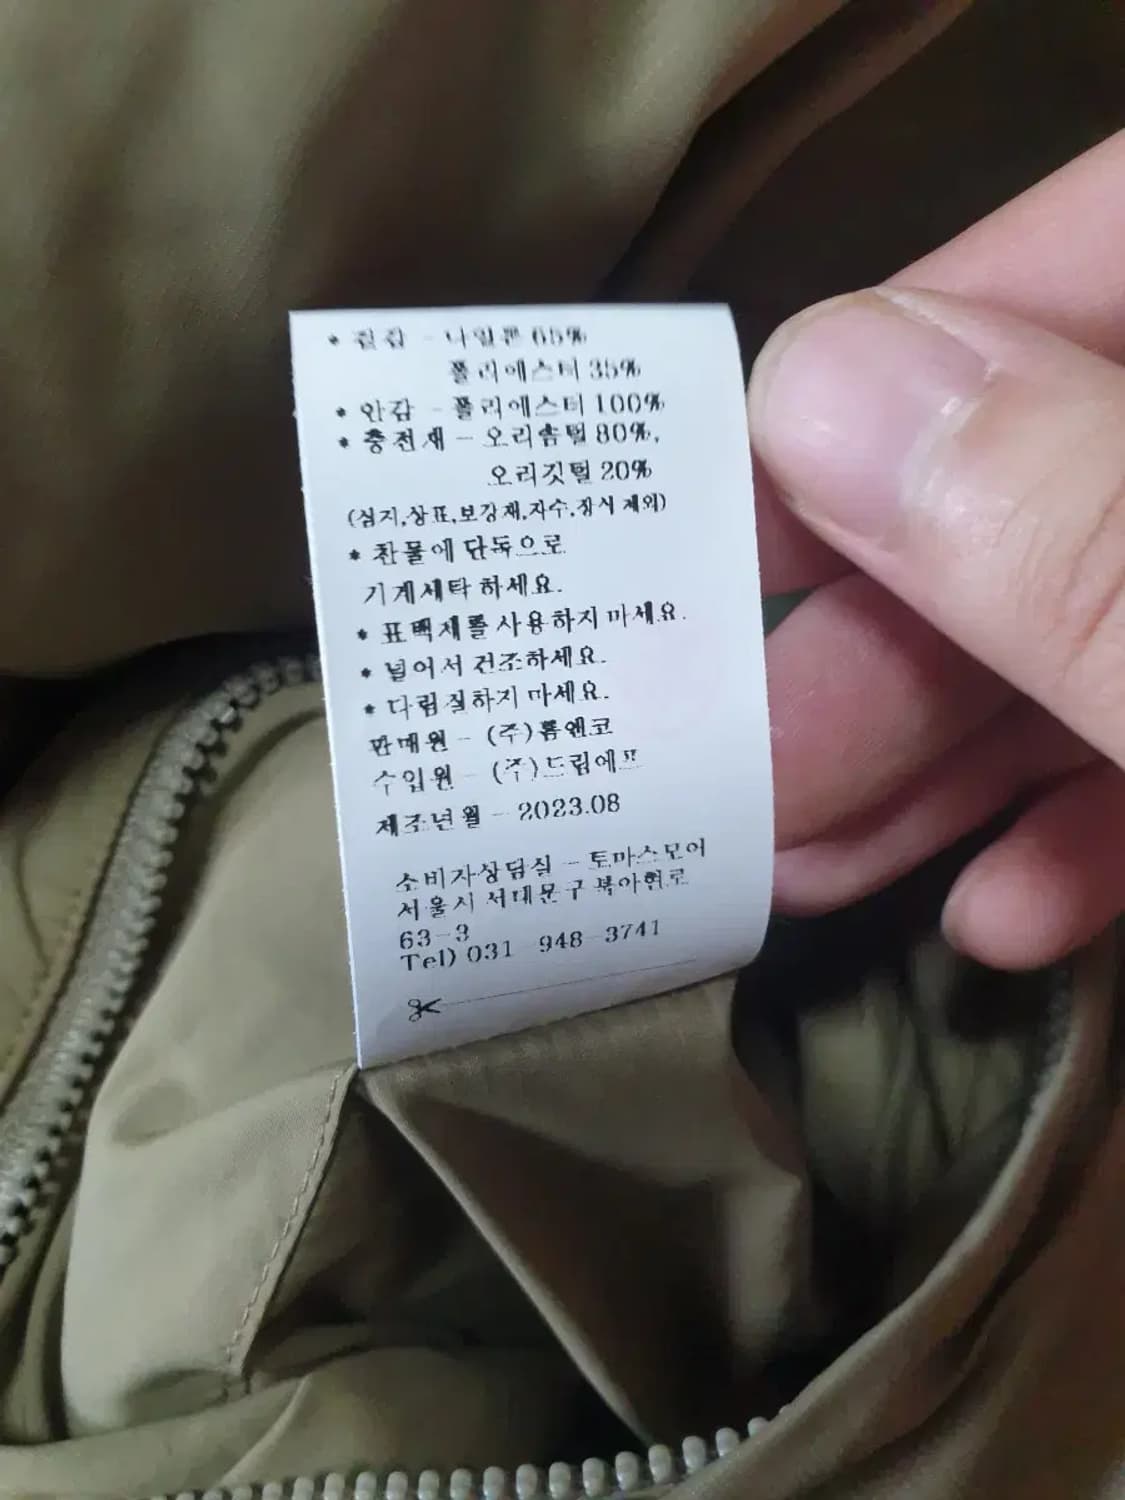 * 겉감 - 나일론 65%
폴리에스터 35%
* 안감 - 폴리에스터 100%
* 충전재 - 오리솜털 80%,
오리깃털 20%
(심지,상표,보강재,자수,장식 제외)
* 찬물에 단독으로
기계세탁 하세요.
* 표백제를 사용하지 마세요.
* 널어서 건조하세요.
* 다림질하지 마세요.
판매원 - (주)폼앤코
수입원 - (주)드림에프
제조년월 - 2023.08
소비자상담실 - 토마스모어
서울시 서대문구 북아현로
63-3
Tel) 031-948-3741